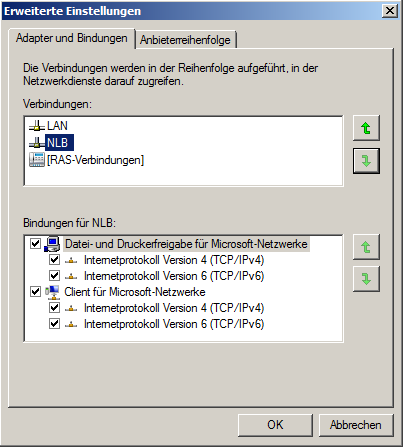 Erweiterte Einstellungen
Adapter und Bindungen
Anbieterreihenfolge
Die Verbindungen werden in der Reihenfolge aufgeführt, in der
Netzwerkdienste darauf zugreifen.
Verbindungen:
LAN
NLB
[RAS-Verbindungen]
Bindungen für NLB:
Datei- und Druckerfreigabe für Microsoft-Netzwerke
Internetprotokoll Version 4 (TCP/IPv4)
Internetprotokoll Version 6 (TCP/IPv6)
Client für Microsoft-Netzwerke
Internetprotokoll Version 4 (TCP/IPv4)
Internetprotokoll Version 6 (TCP/IPv6)
OK
Abbrechen